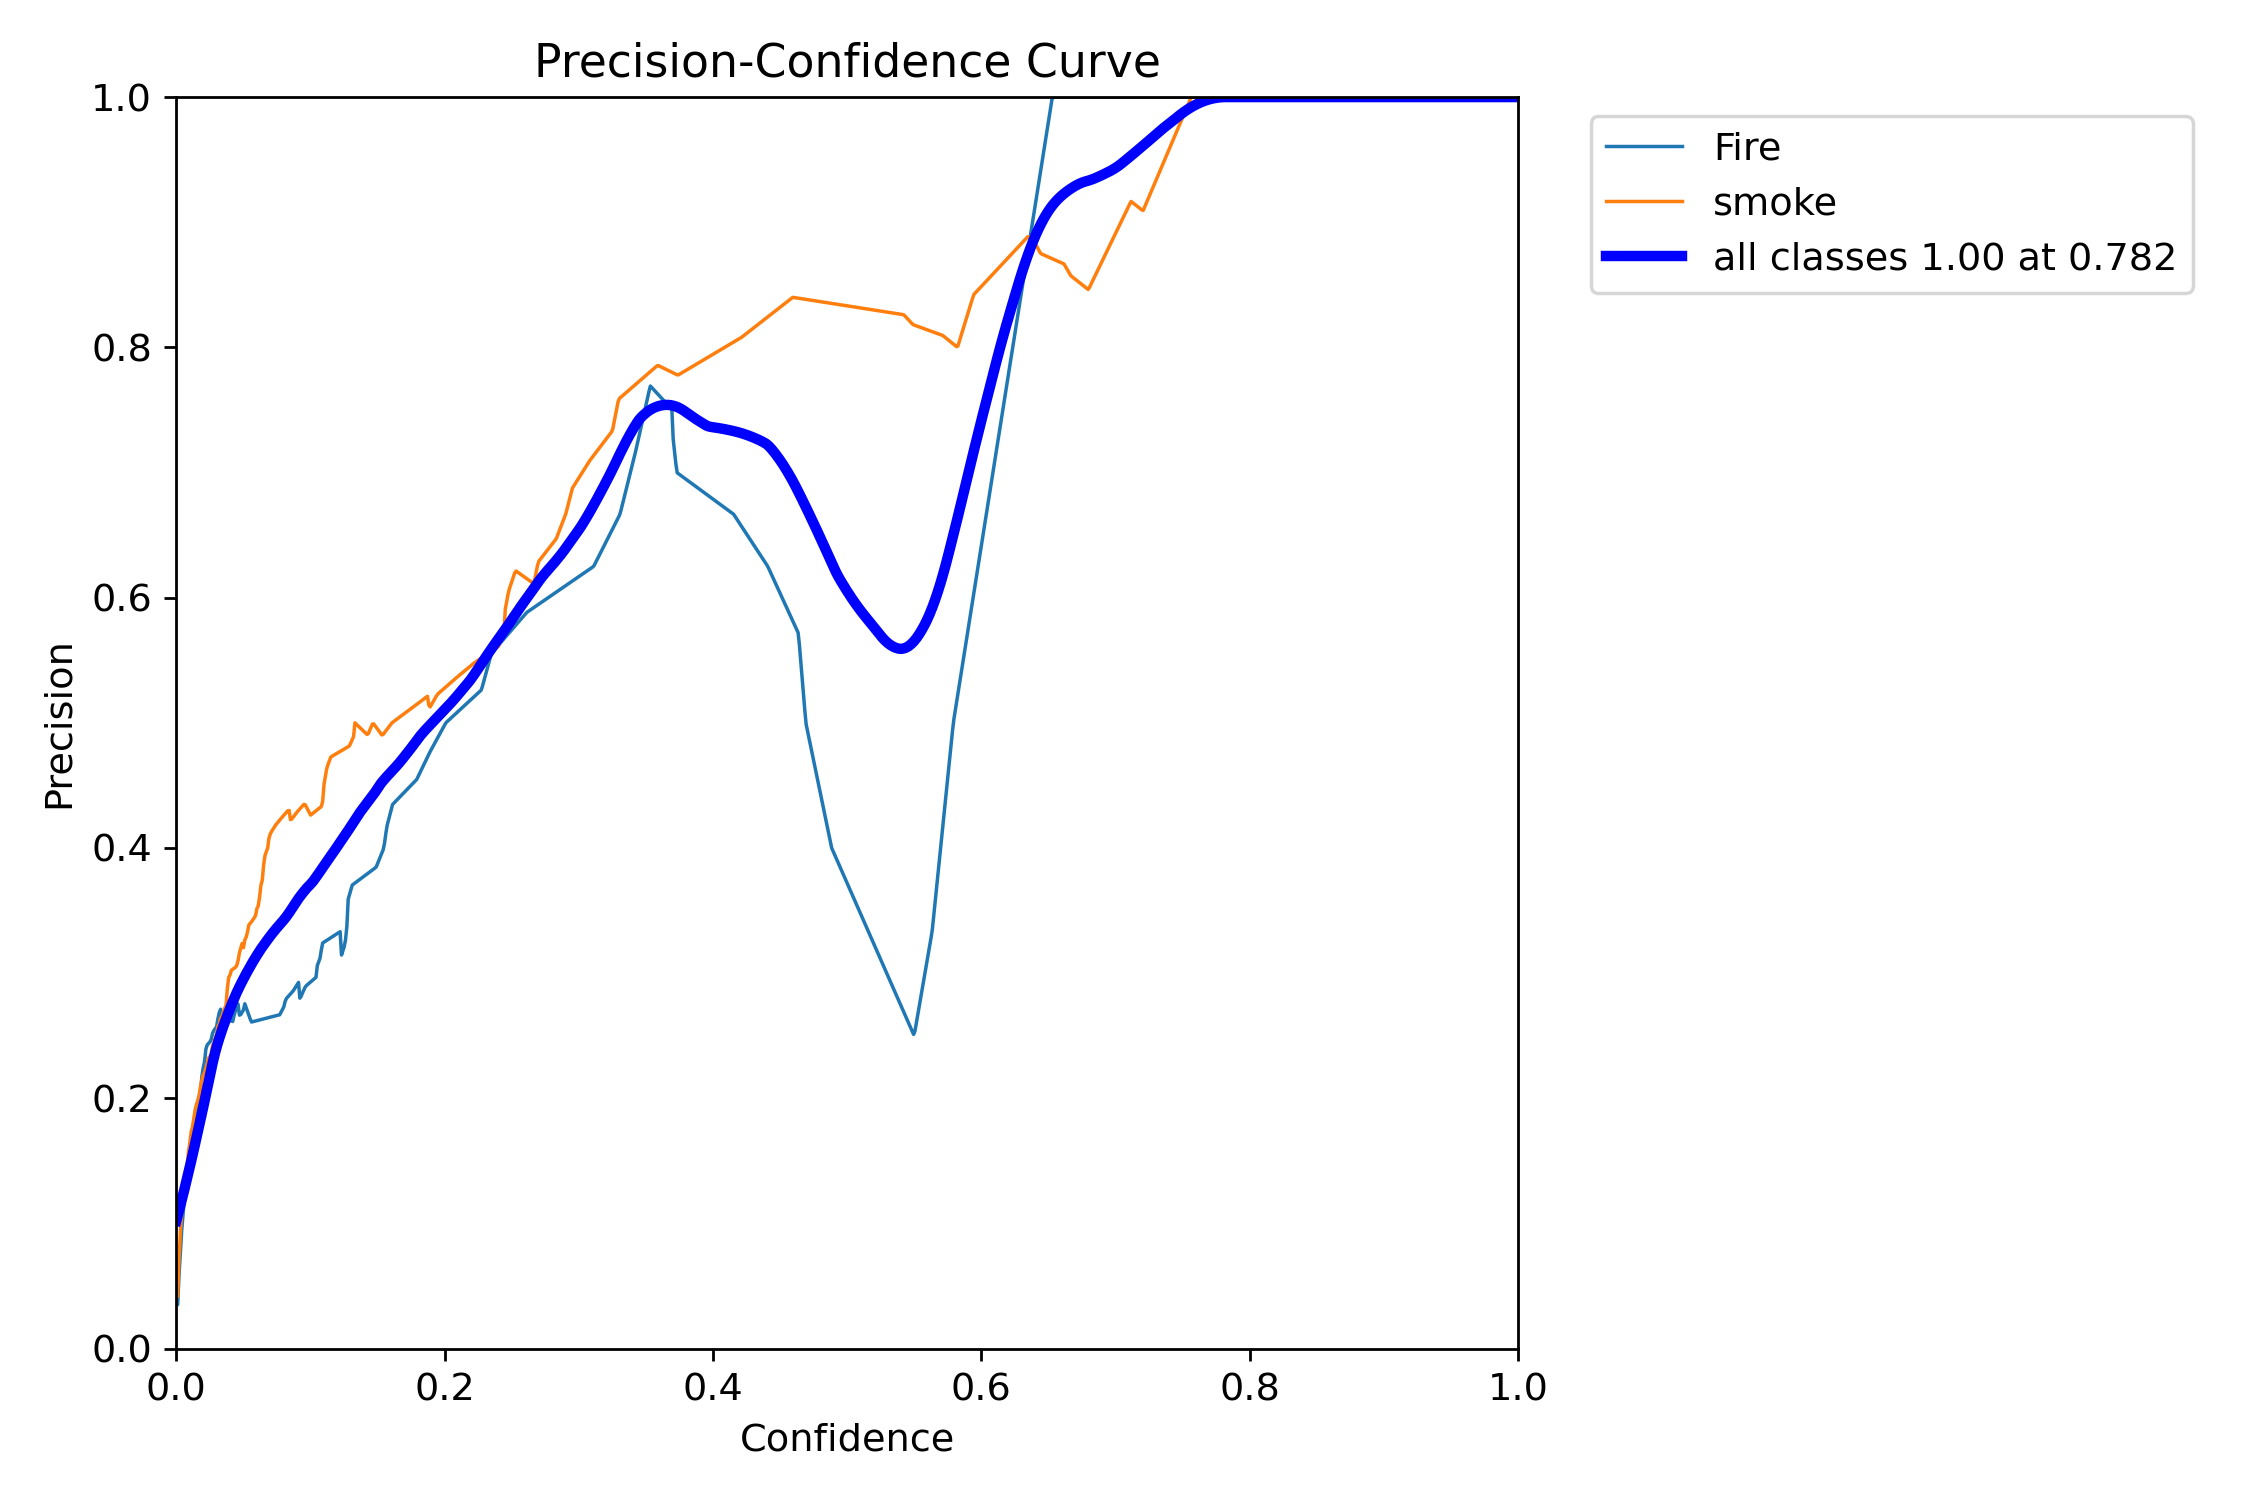 Precision-Confidence Curve
1.0
0.8
0.6
0.4
0.2
0.0
Precision
0.0 0.2 0.4 0.6 0.8 1.0
Confidence
Fire
smoke
all classes 1.00 at 0.782